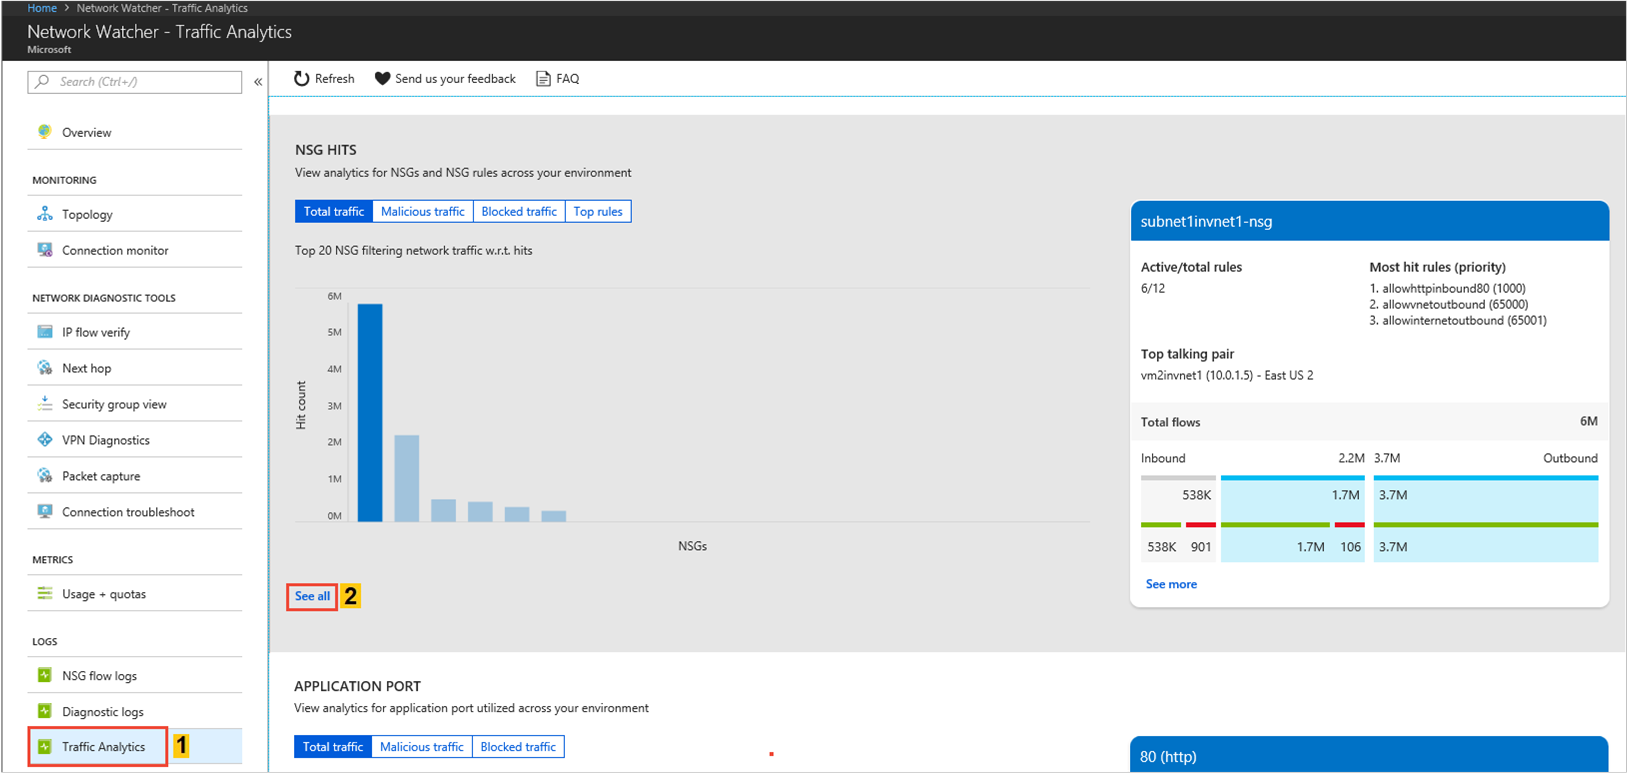 Home > Network Watcher - Traffic Analytics
Network Watcher - Traffic Analytics
Microsoft
Search (Ctrl+/)
«
Overview
MONITORING
Topology
Connection monitor
NETWORK DIAGNOSTIC TOOLS
IP flow verify
Next hop
Security group view
VPN Diagnostics
Packet capture
Connection troubleshoot
METRICS
Usage + quotas
LOGS
NSG flow logs
Diagnostic logs
Traffic Analytics 1
Refresh Send us your feedback FAQ
NSG HITS
View analytics for NSGs and NSG rules across your environment
Total traffic Malicious traffic Blocked traffic Top rules
Top 20 NSG filtering network traffic w.r.t. hits
Hit count
6M
5M
4M
3M
2M
1M
0M
NSGs
See all 2
subnet1invnet1-nsg
Active/total rules
6/12
Most hit rules (priority)
1. allowhttpinbound80 (1000)
2. allowvnetoutbound (65000)
3. allowinternetoutbound (65001)
Top talking pair
vm2invnet1 (10.0.1.5) - East US 2
Total flows 6M
Inbound 2.2M 3.7M Outbound
538K 1.7M 3.7M
538K 901 1.7M 106 3.7M
See more
APPLICATION PORT
View analytics for application port utilized across your environment
Total traffic Malicious traffic Blocked traffic
80 (http)